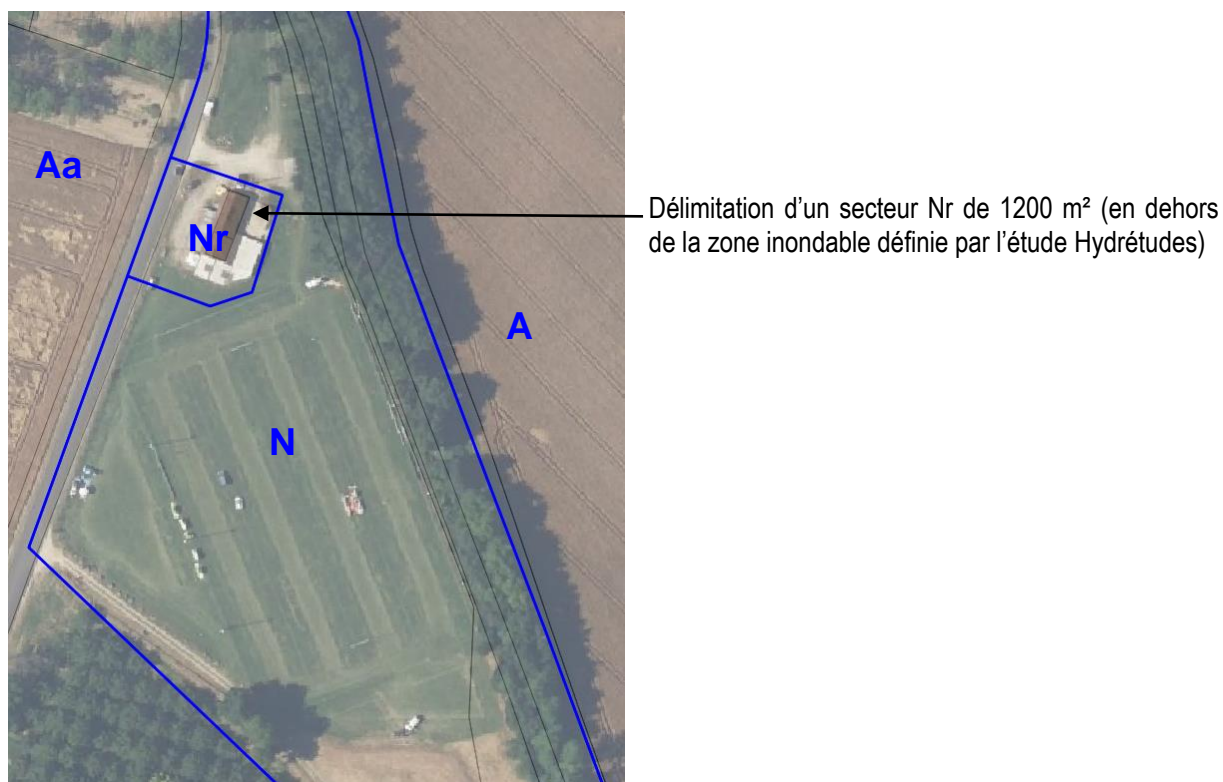 Aa
Nr
Délimitation d’un secteur Nr de 1200 m² (en dehors
de la zone inondable définie par l’étude Hydrétudes)
A
N